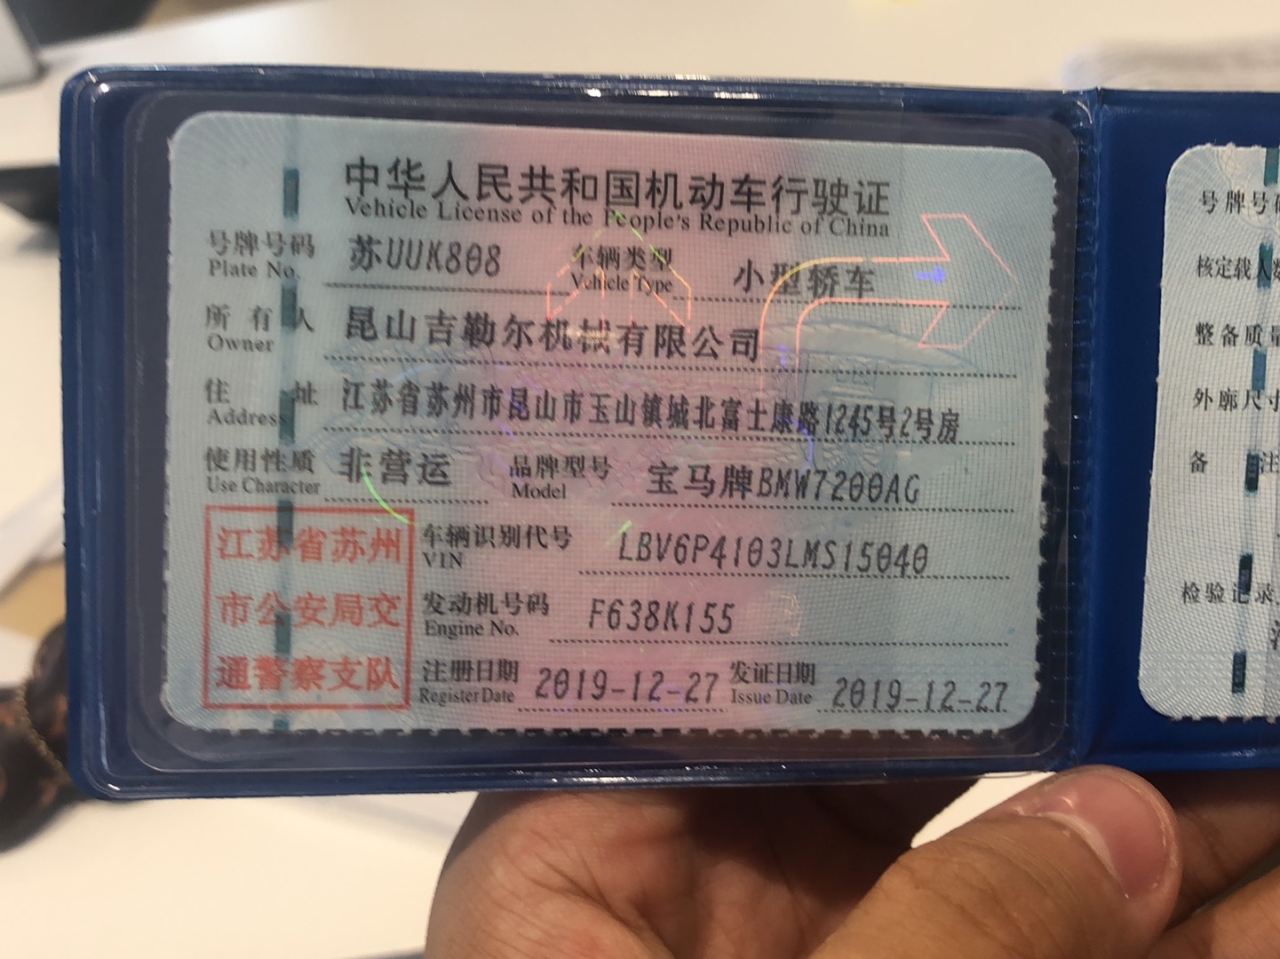 中华人民共和国机动车行驶证
Vehicle License of the People's Republic of China
号牌号码 苏UUK808 车辆类型 小型轿车
Plate No. Vehicle Type
所有人 昆山吉勒尔机械有限公司
Owner
住址 江苏省苏州市昆山市玉山镇城北富士康路1245号2号房
Address
使用性质 非营运 品牌型号 宝马牌BMW7200AG
Use Character Model
江苏省苏州
市公安局交
通警察支队
车辆识别代号 LBV6P4103LMS15040
VIN
发动机号码 F638K155
Engine No.
注册日期 2019-12-27 发证日期 2019-12-27
Register Date Issue Date
号牌号码
核定载人数
整备质量
外廓尺寸
备注
检验记录